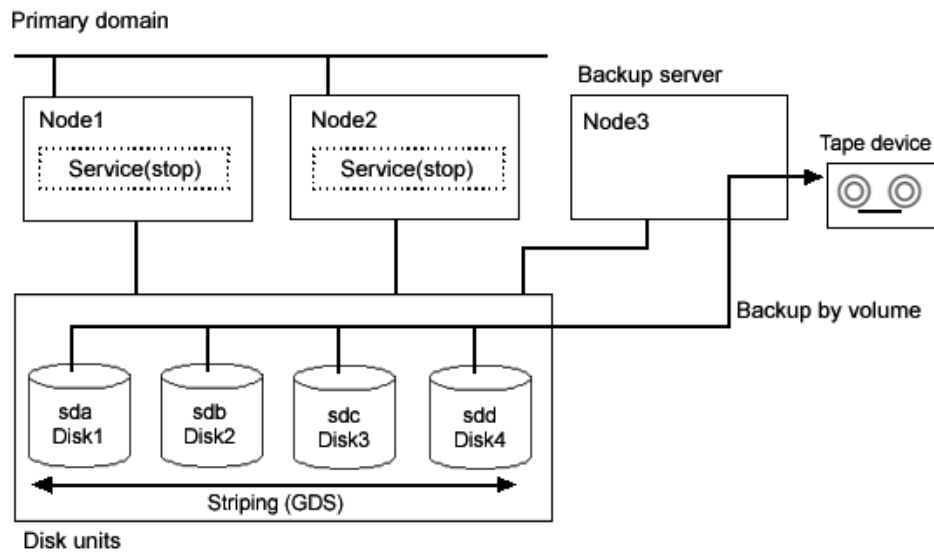 Primary domain
Backup server
Node1
Node2
Node3
Service(stop)
Service(stop)
Tape device
Backup by volume
sda
Disk1
sdb
Disk2
sdc
Disk3
sdd
Disk4
Striping (GDS)
Disk units